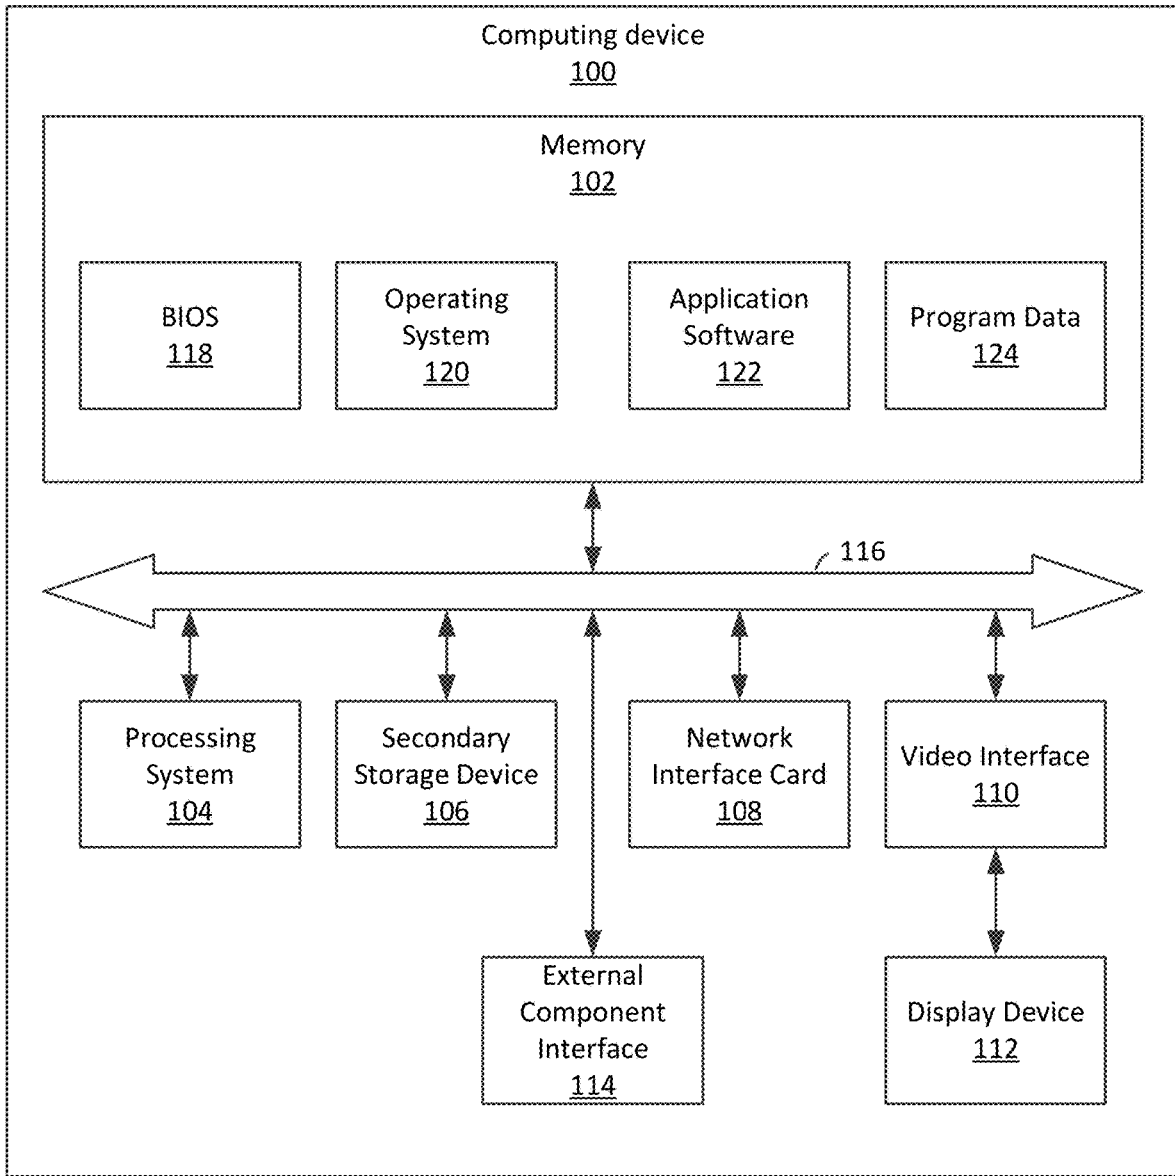 Computing device
100
Memory
102
BIOS
118
Operating
System
120
Application
Software
122
Program Data
124
116
Processing
System
104
Secondary
Storage Device
106
Network
Interface Card
108
Video Interface
110
External
Component
Interface
114
Display Device
112